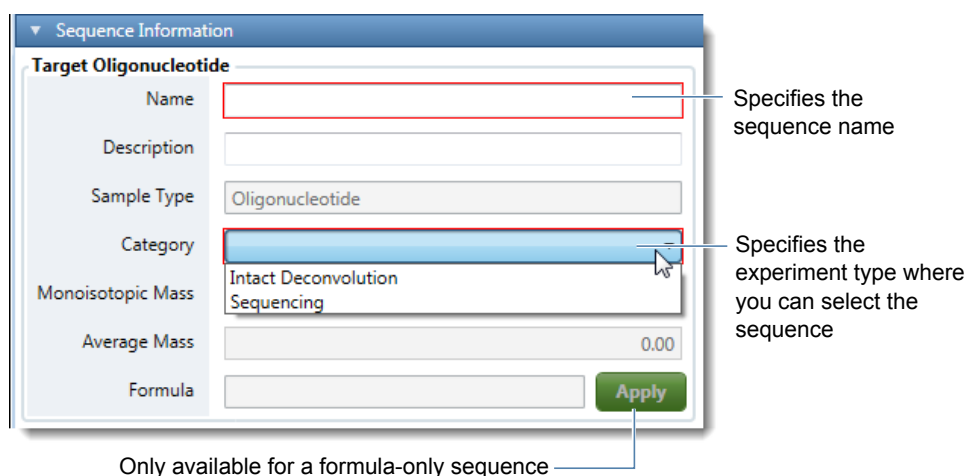 Sequence Information
Target Oligonucleotide
Name
Specifies the
sequence name
Description
Sample Type
Oligonucleotide
Category
Specifies the
experiment type where
you can select the
sequence
Intact Deconvolution
Sequencing
Monoisotopic Mass
Average Mass
0.00
Formula
Apply
Only available for a formula-only sequence